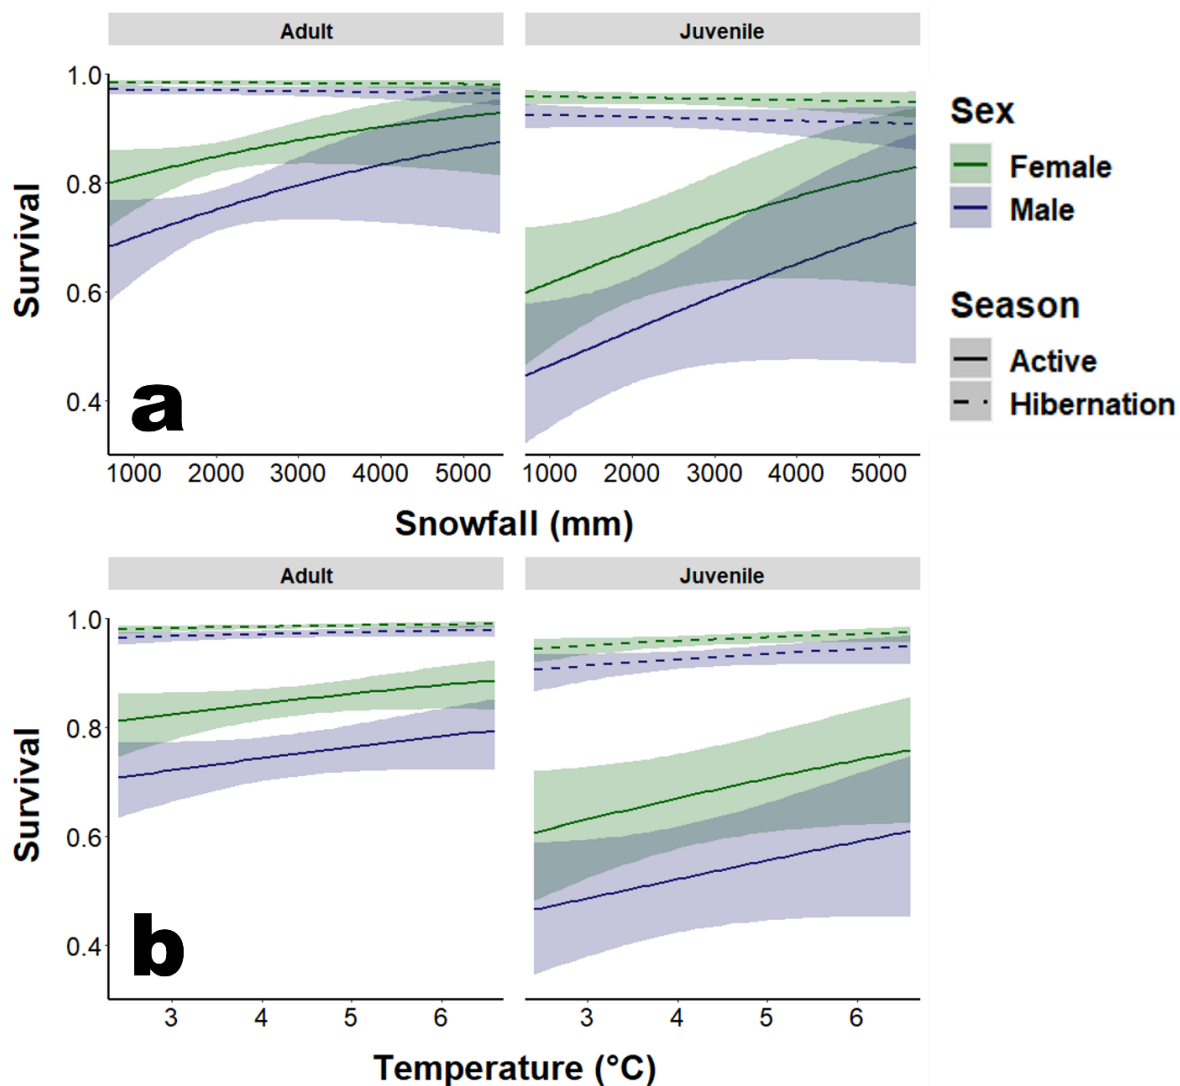 Adult
Juvenile
1.0
0.8
0.6
0.4
Survival
a
1000 2000 3000 4000 5000
1000 2000 3000 4000 5000
Snowfall (mm)
Sex
Female
Male
Season
Active
Hibernation
Adult
Juvenile
1.0
0.8
0.6
0.4
Survival
b
3 4 5 6
3 4 5 6
Temperature (°C)